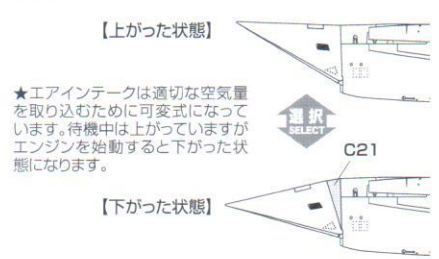 【上がった状態】
★エアインテークは適切な空気量
を取り込むために可変式になって
います。待機中は上がっていますが
エンジンを始動すると下がった状
態になります。
選択
SELECT
C21
【下がった状態】